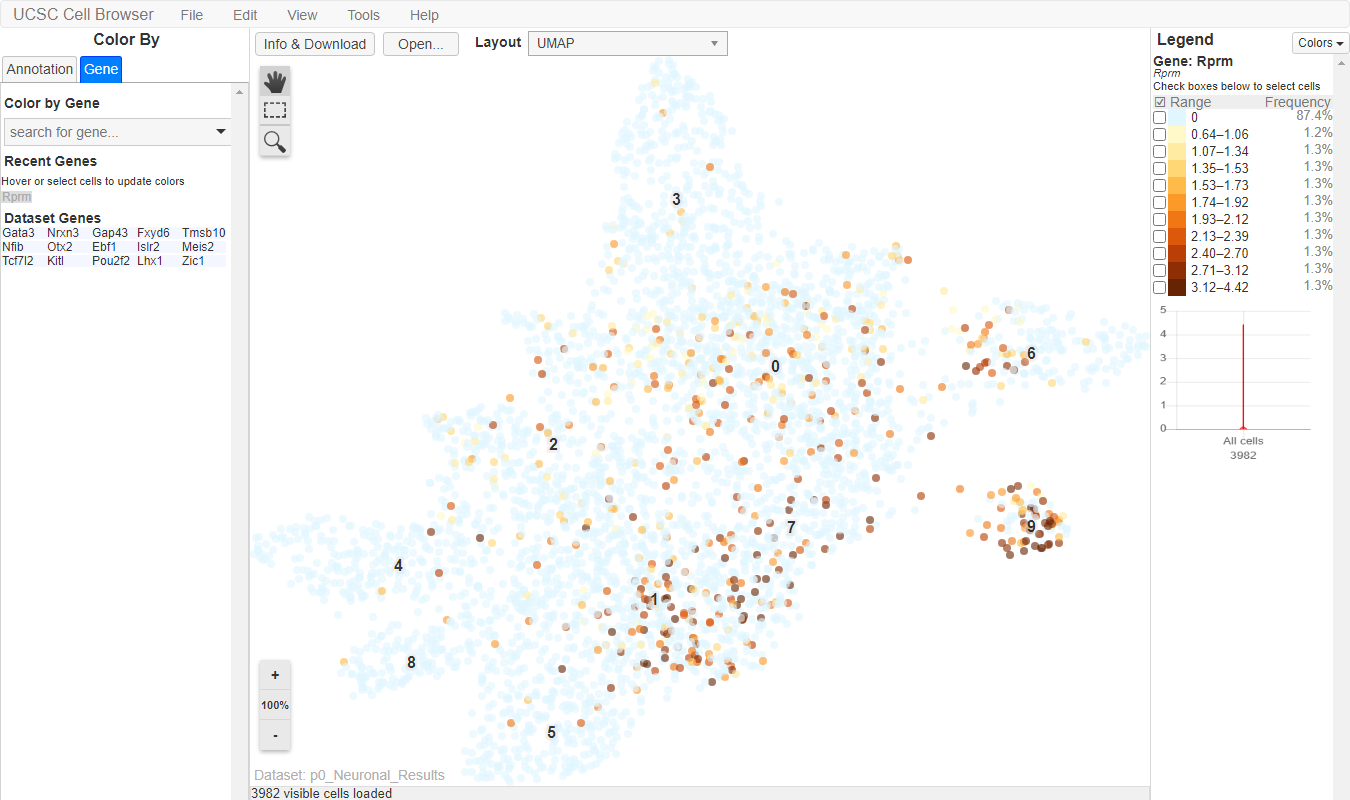 UCSC Cell Browser File Edit View Tools Help
Color By
Annotation Gene
Color by Gene
search for gene...
Recent Genes
Hover or select cells to update colors
Rprm
Dataset Genes
Gata3 Nrxn3 Gap43 Fxyd6 Tmsb10
Nfib Otx2 Ebf1 Islr2 Meis2
Tcf7l2 Kitl Pou2f2 Lhx1 Zic1
Info & Download Open... Layout UMAP
3
0
6
2
7
9
4
1
8
5
+
100%
-
Dataset: p0_Neuronal_Results
3982 visible cells loaded
Legend Colors
Gene: Rprm
Rprm
Check boxes below to select cells
Range Frequency
0 87.4%
0.64–1.06 1.2%
1.07–1.34 1.3%
1.35–1.53 1.3%
1.53–1.73 1.3%
1.74–1.92 1.3%
1.93–2.12 1.3%
2.13–2.39 1.3%
2.40–2.70 1.3%
2.71–3.12 1.3%
3.12–4.42 1.3%
5
4
3
2
1
0
All cells
3982